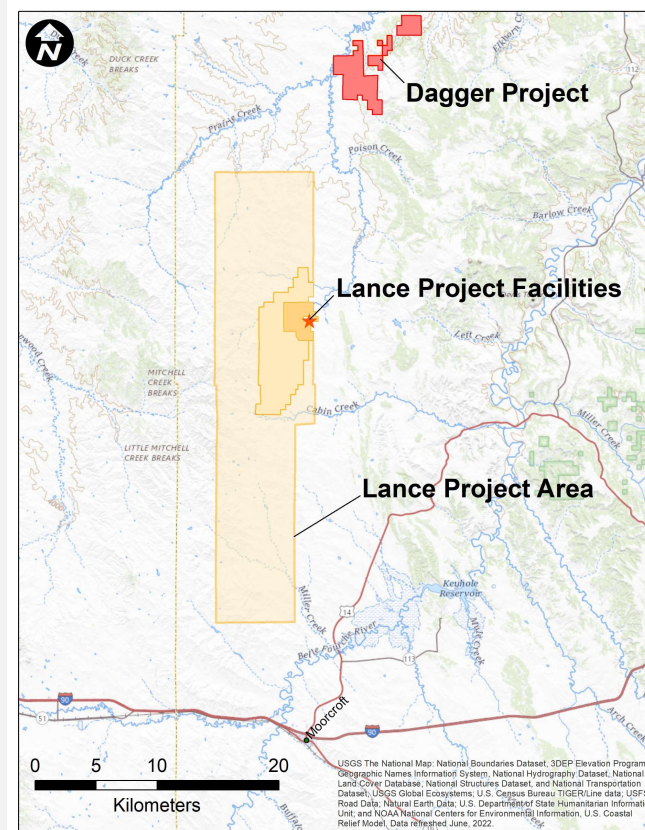 N
DUCK CREEK
BREAKS
Elkhorn C
112
Dagger Project
Prairie Creek
Poison Creek
Barlow Creek
Lance Project Facilities
Left Creek
MITCHELL
CREEK
BREAKS
Cabin Creek
Miller Creek
LITTLE MITCHELL
CREEK BREAKS
Lance Project Area
Keyhole
Reservoir
Miller Creek
14
Mule Creek
Belle Fourche River
113
90
51
Moorcroft
90
Arch Creek
0 5 10 20
Kilometers
USGS The National Map: National Boundaries Dataset, 3DEP Elevation Program
Geographic Names Information System, National Hydrography Dataset, National
Land Cover Database, National Structures Dataset, and National Transportation
Dataset; USGS Global Ecosystems; U.S. Census Bureau TIGER/Line data; USFS
Road Data; Natural Earth Data; U.S. Department of State Humanitarian Informati
Unit; and NOAA National Centers for Environmental Information, U.S. Coastal
Relief Model. Data refreshed June, 2022.